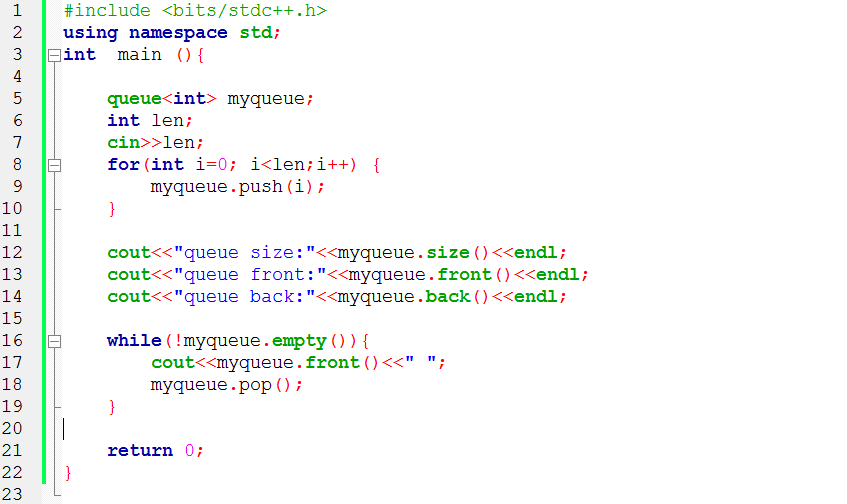 1 #include <bits/stdc++.h>
2 using namespace std;
3 int  main (){
4
5     queue<int> myqueue;
6     int len;
7     cin>>len;
8     for(int i=0; i<len;i++) {
9         myqueue.push(i);
10     }
11
12     cout<<"queue size:"<<myqueue.size()<<endl;
13     cout<<"queue front:"<<myqueue.front()<<endl;
14     cout<<"queue back:"<<myqueue.back()<<endl;
15
16     while(!myqueue.empty()){
17         cout<<myqueue.front()<<" ";
18         myqueue.pop();
19     }
20
21     return 0;
22 }
23